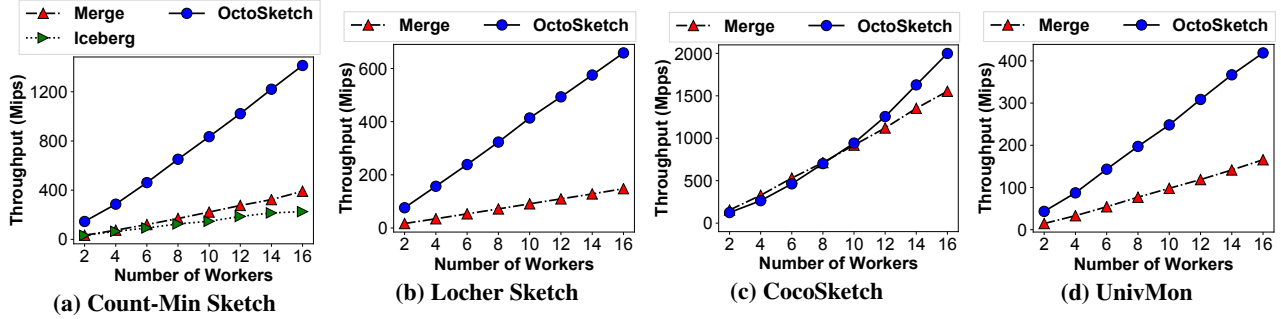 Merge OctoSketch
Iceberg
Throughput (Mips)
1200
800
400
0
2 4 6 8 10 12 14 16
Number of Workers
(a) Count-Min Sketch
Merge OctoSketch
Throughput (Mips)
600
400
200
0
2 4 6 8 10 12 14 16
Number of Workers
(b) Locher Sketch
Merge OctoSketch
Throughput (Mpps)
2000
1500
1000
500
0
2 4 6 8 10 12 14 16
Number of Workers
(c) CocoSketch
Merge OctoSketch
Throughput (Mips)
400
300
200
100
0
2 4 6 8 10 12 14 16
Number of Workers
(d) UnivMon